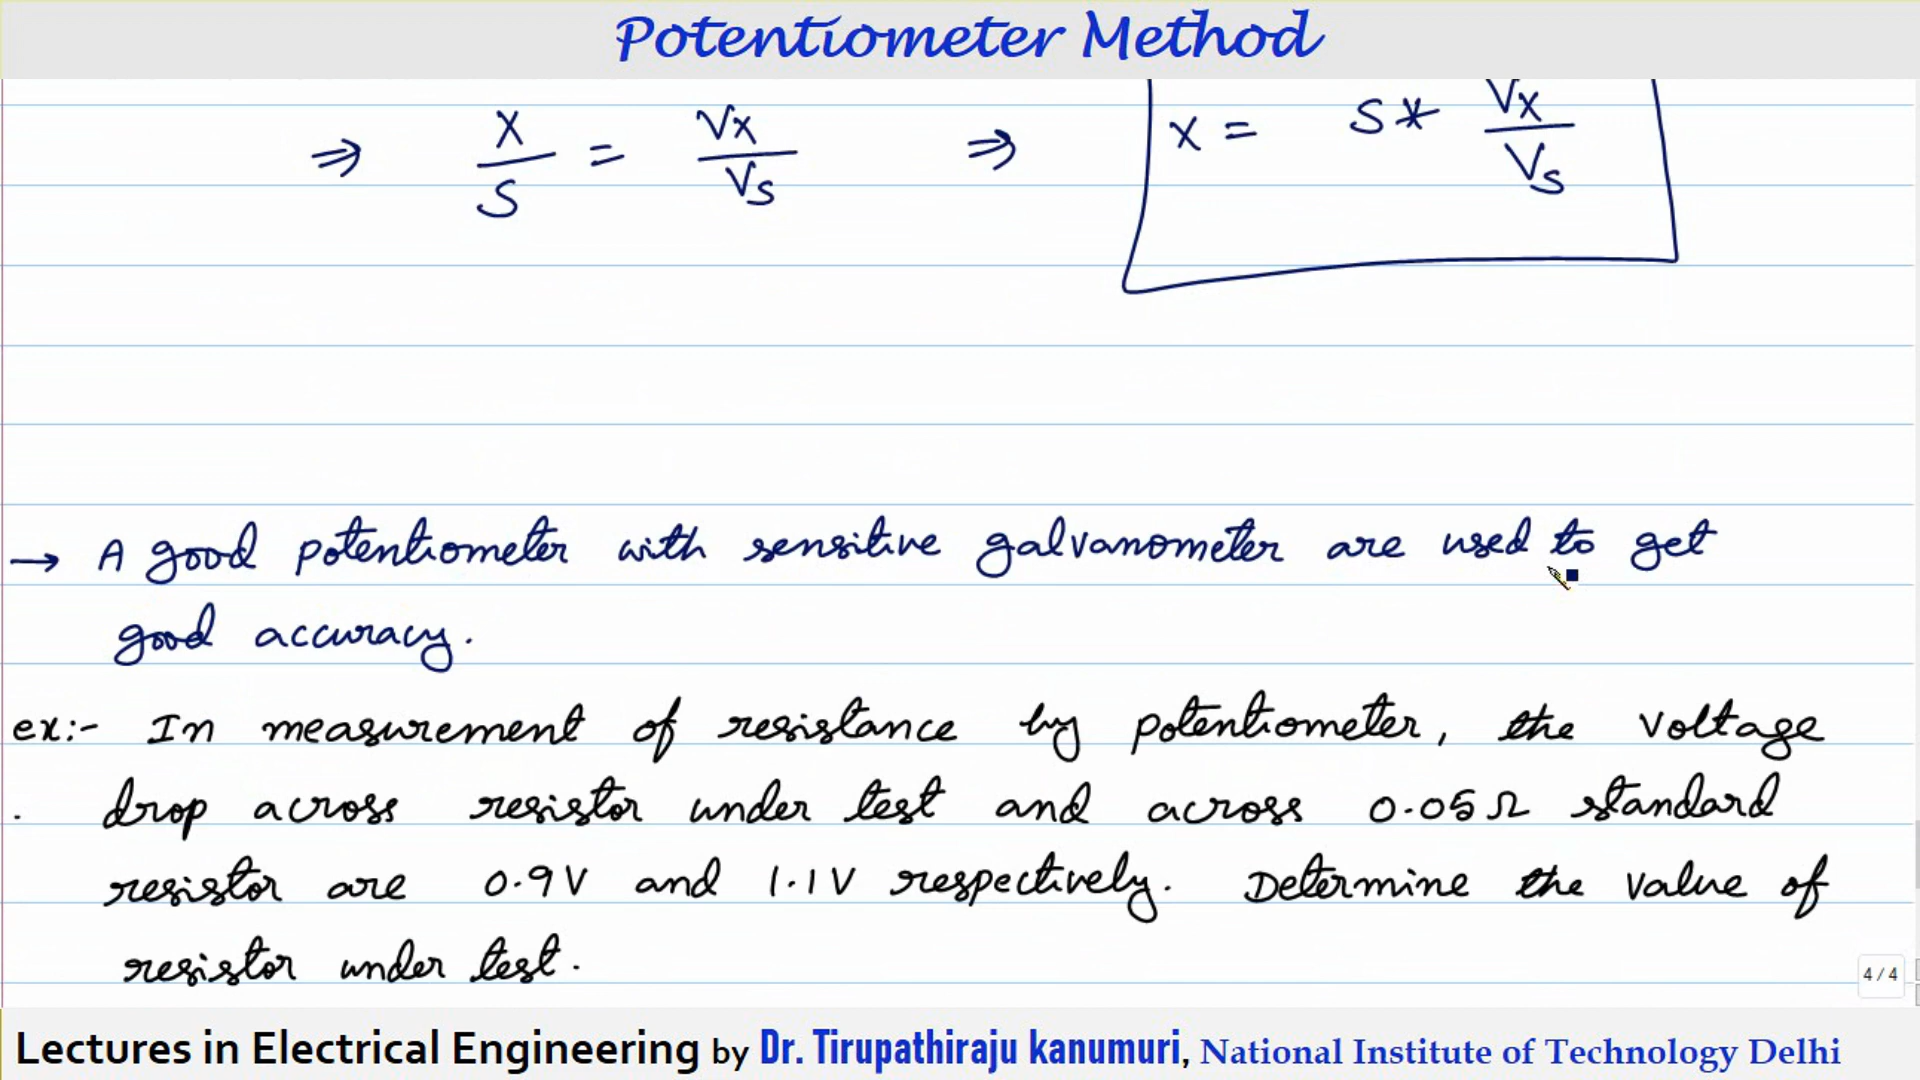 Potentiometer Method
⇒ X/S = Vx/Vs ⇒ X = S* Vx/Vs
→ A good potentiometer with sensitive galvanometer are used to get
good accuracy.
ex:- In measurement of resistance by potentiometer, the voltage
drop across resistor under test and across 0.05Ω standard
resistor are 0.9V and 1.1V respectively. Determine the value of
resistor under test.
4 / 4
Lectures in Electrical Engineering by Dr. Tirupathiraju kanumuri, National Institute of Technology Delhi